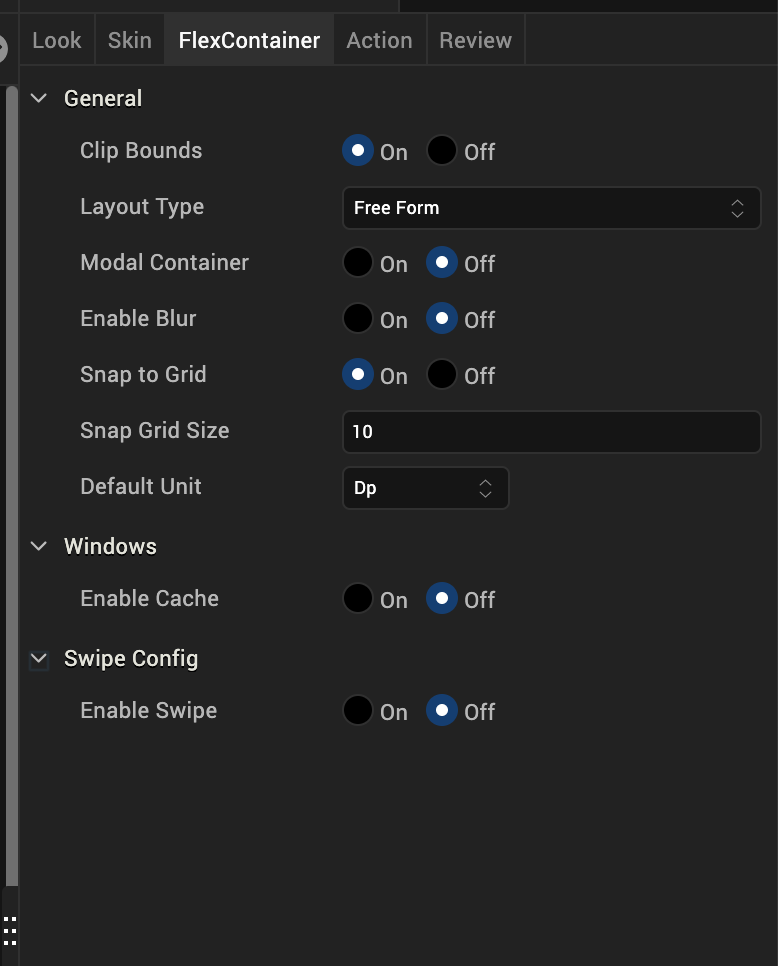 Look Skin FlexContainer Action Review
General
Clip Bounds On Off
Layout Type Free Form
Modal Container On Off
Enable Blur On Off
Snap to Grid On Off
Snap Grid Size 10
Default Unit Dp
Windows
Enable Cache On Off
Swipe Config
Enable Swipe On Off